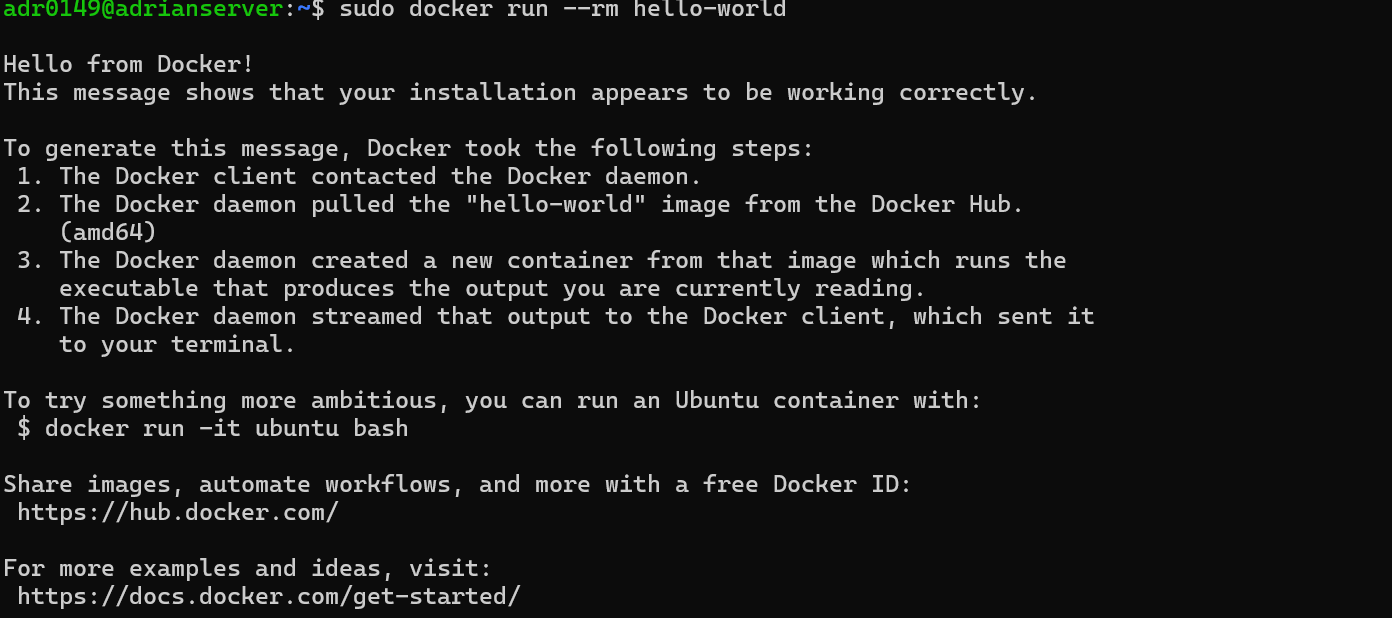 adr0149@adrianserver:~$ sudo docker run --rm hello-world
Hello from Docker!
This message shows that your installation appears to be working correctly.
To generate this message, Docker took the following steps:
1. The Docker client contacted the Docker daemon.
2. The Docker daemon pulled the "hello-world" image from the Docker Hub.
(amd64)
3. The Docker daemon created a new container from that image which runs the
executable that produces the output you are currently reading.
4. The Docker daemon streamed that output to the Docker client, which sent it
to your terminal.
To try something more ambitious, you can run an Ubuntu container with:
$ docker run -it ubuntu bash
Share images, automate workflows, and more with a free Docker ID:
https://hub.docker.com/
For more examples and ideas, visit:
https://docs.docker.com/get-started/